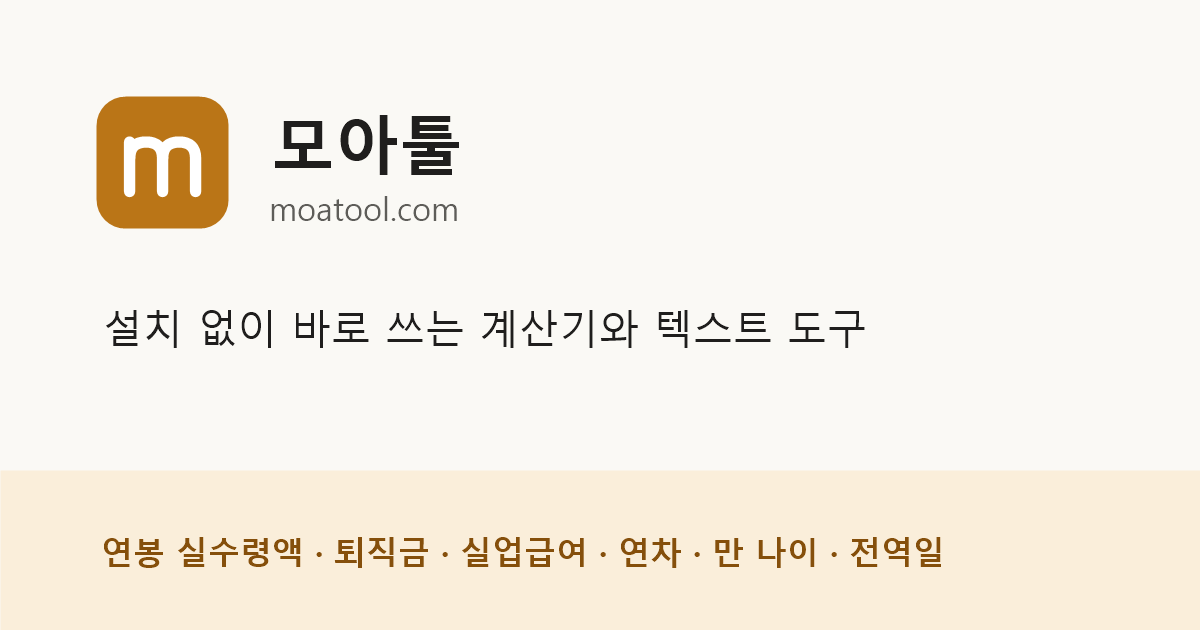 m
모아툴
moatool.com
설치 없이 바로 쓰는 계산기와 텍스트 도구
연봉 실수령액 · 퇴직금 · 실업급여 · 연차 · 만 나이 · 전역일